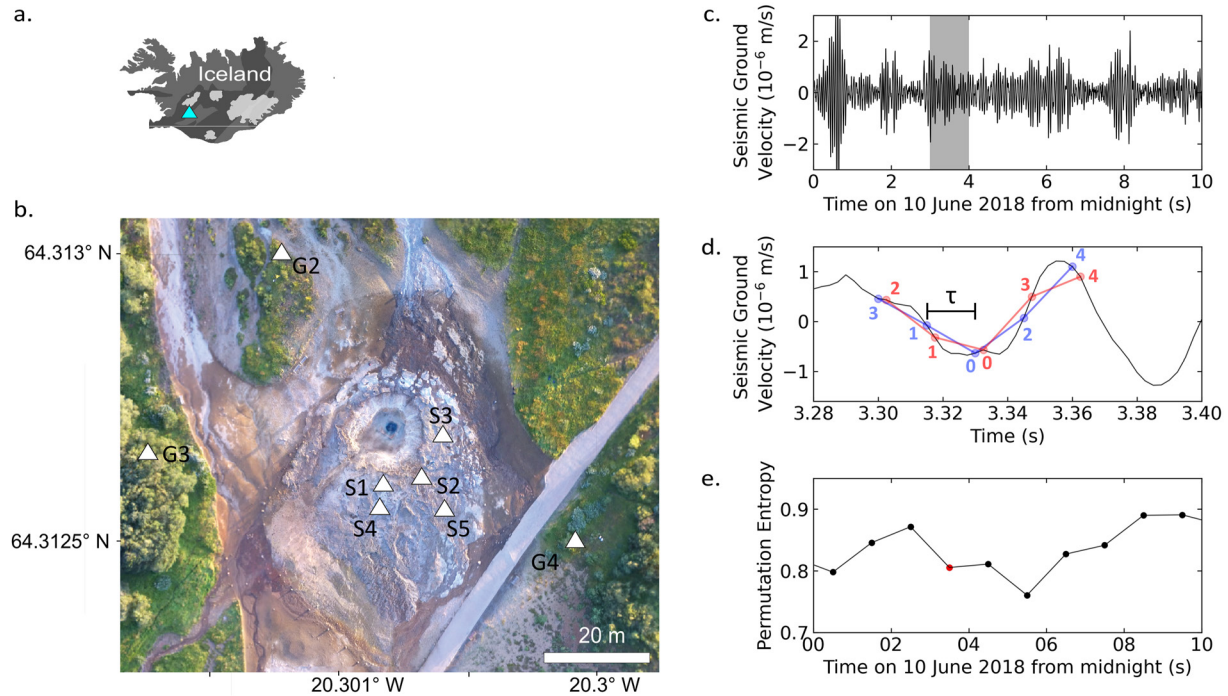 a.
Iceland
b.
64.313° N
G2
G3
S3
S1
S2
S4
S5
64.3125° N
G4
20 m
20.301° W
20.3° W
c.
Seismic Ground
Velocity (10⁻⁶ m/s)
2
0
−2
0 2 4 6 8 10
Time on 10 June 2018 from midnight (s)
d.
Seismic Ground
Velocity (10⁻⁶ m/s)
1
0
−1
τ
2
3
1
1
0
0
3
2
4
4
3.28 3.30 3.32 3.34 3.36 3.38 3.40
Time (s)
e.
Permutation Entropy
0.9
0.8
0.7
00 02 04 06 08 10
Time on 10 June 2018 from midnight (s)